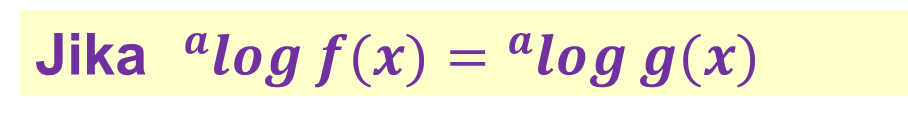 Jika ᵃlog f(x) = ᵃlog g(x)